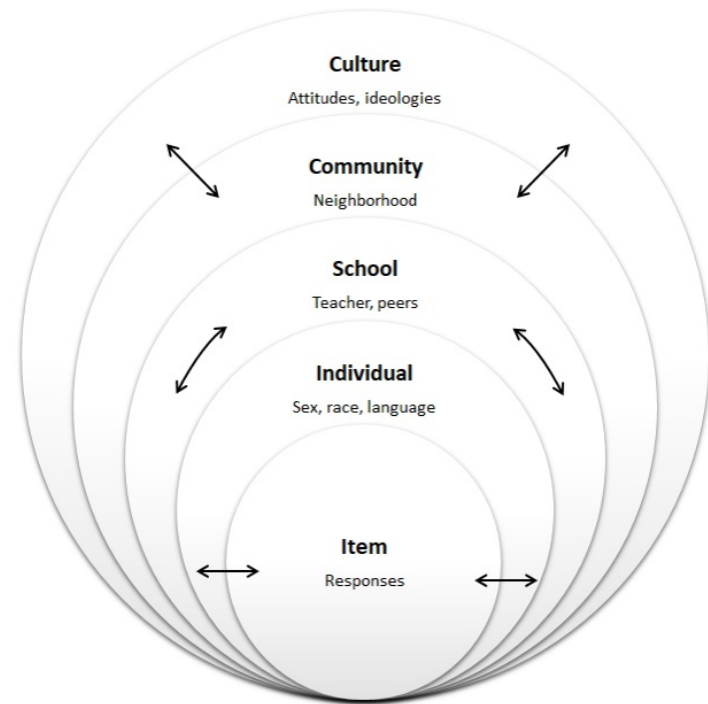 Culture
Attitudes, ideologies
Community
Neighborhood
School
Teacher, peers
Individual
Sex, race, language
Item
Responses